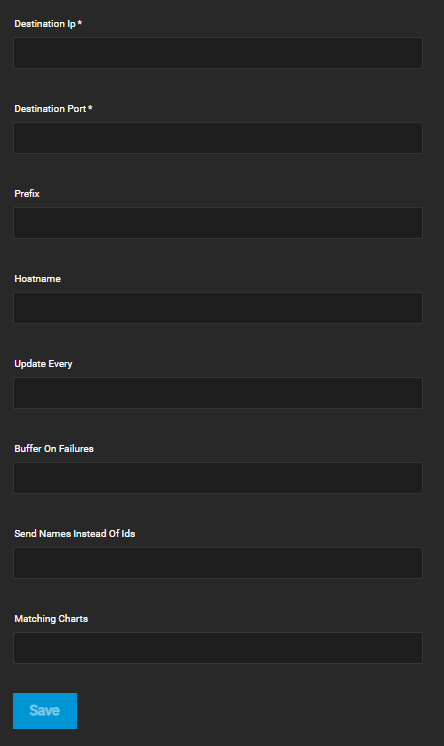 Destination Ip *
Destination Port *
Prefix
Hostname
Update Every
Buffer On Failures
Send Names Instead Of Ids
Matching Charts
Save